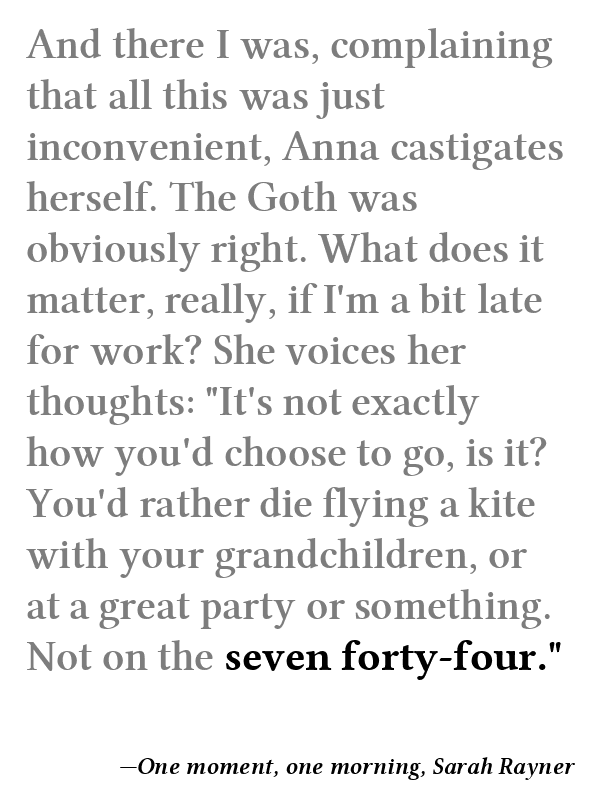 And there I was, complaining
that all this was just
inconvenient, Anna castigates
herself. The Goth was
obviously right. What does it
matter, really, if I'm a bit late
for work? She voices her
thoughts: "It's not exactly
how you'd choose to go, is it?
You'd rather die flying a kite
with your grandchildren, or
at a great party or something.
Not on the seven forty-four."
—One moment, one morning, Sarah Rayner